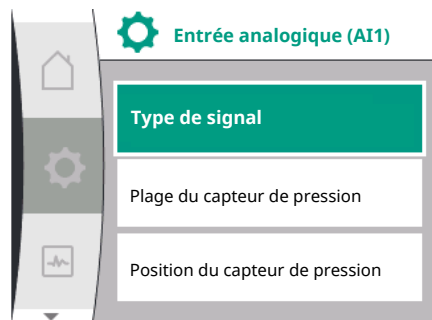 Entrée analogique (AI1)
Type de signal
Plage du capteur de pression
Position du capteur de pression